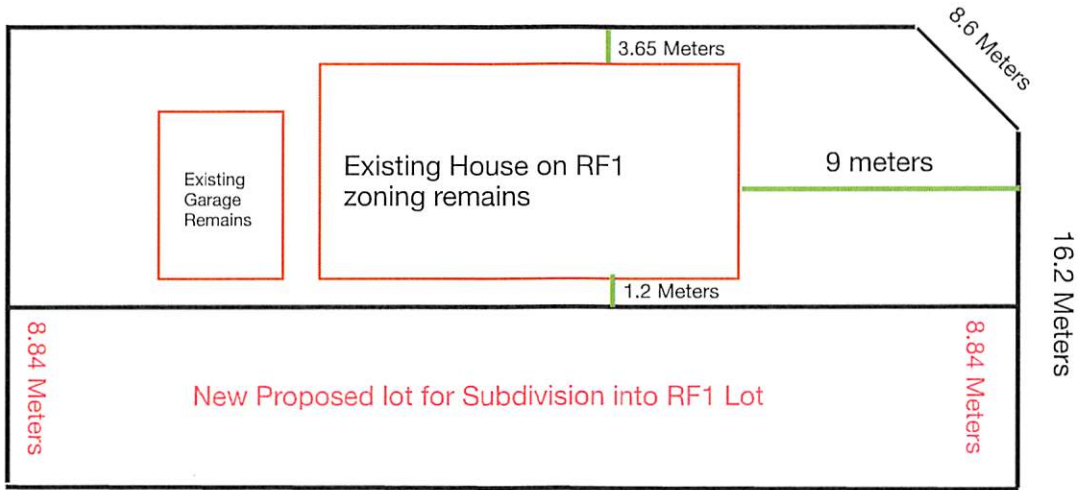 8.6 Meters
3.65 Meters
Existing House on RF1
zoning remains
9 meters
Existing
Garage
Remains
1.2 Meters
16.2 Meters
8.84 Meters
New Proposed lot for Subdivision into RF1 Lot
8.84 Meters